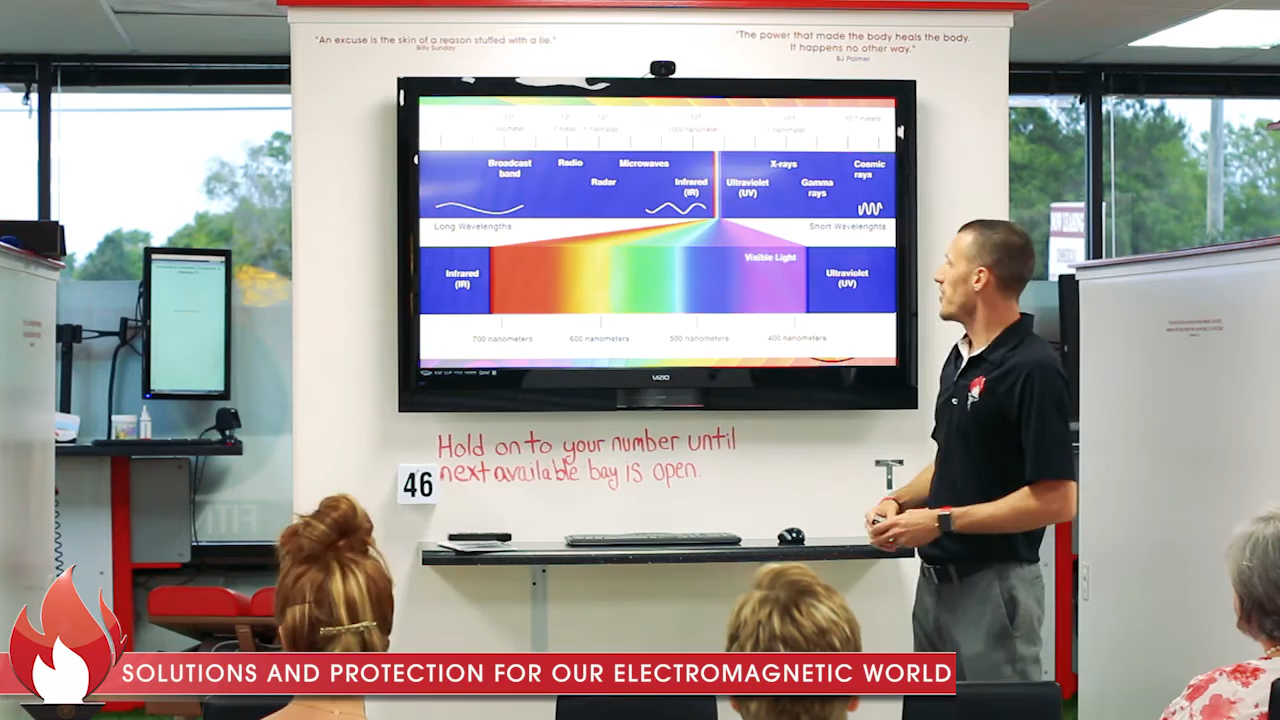 "An excuse is the skin of a reason stuffed with a lie."
Billy Sunday
"The power that made the body heals the body.
It happens no other way."
BJ Palmer
Broadcast
band
Radio
Microwaves
X-rays
Cosmic
rays
Radar
Infrared
(IR)
Ultraviolet
(UV)
Gamma
rays
Long Wavelengths
Short Wavelenghts
Visible Light
Infrared
(IR)
Ultraviolet
(UV)
700 nanometers
600 nanometers
500 nanometers
400 nanometers
VIZIO
Hold on to your number until
next available bay is open.
46
SOLUTIONS AND PROTECTION FOR OUR ELECTROMAGNETIC WORLD